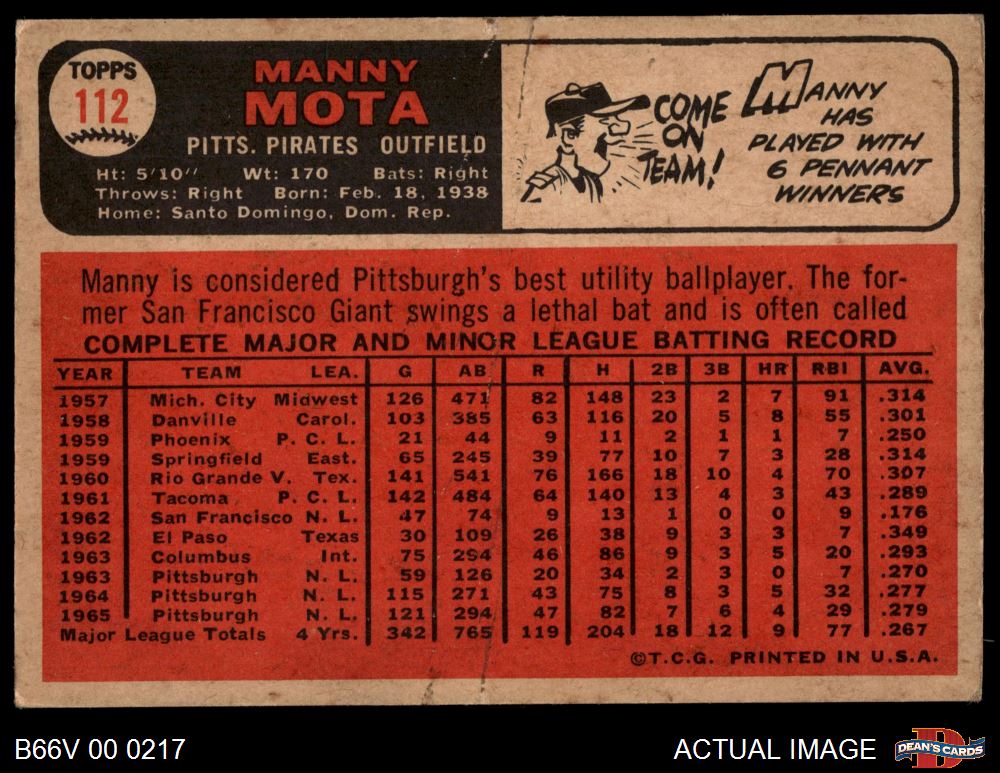 TOPPS
112
MANNY
MOTA
PITTS. PIRATES OUTFIELD
Ht: 5'10" Wt: 170 Bats: Right
Throws: Right Born: Feb. 18, 1938
Home: Santo Domingo, Dom. Rep.
COME
ON
TEAM!
MANNY
HAS
PLAYED WITH
6 PENNANT
WINNERS
Manny is considered Pittsburgh's best utility ballplayer. The for-
mer San Francisco Giant swings a lethal bat and is often called
COMPLETE MAJOR AND MINOR LEAGUE BATTING RECORD
YEAR TEAM LEA. G AB R H 2B 3B HR RBI AVG.
1957 Mich. City Midwest 126 471 82 148 23 2 7 91 .314
1958 Danville Carol. 103 385 63 116 20 5 8 55 .301
1959 Phoenix P. C. L. 21 44 9 11 2 1 1 7 .250
1959 Springfield East. 65 245 39 77 10 7 3 28 .314
1960 Rio Grande V. Tex. 141 541 76 166 18 10 4 70 .307
1961 Tacoma P. C. L. 142 484 64 140 13 4 3 43 .289
1962 San Francisco N. L. 47 74 9 13 1 0 0 9 .176
1962 El Paso Texas 30 109 26 38 9 3 3 7 .349
1963 Columbus Int. 75 294 46 86 9 3 5 20 .293
1963 Pittsburgh N. L. 59 126 20 34 2 3 0 7 .270
1964 Pittsburgh N. L. 115 271 43 75 8 3 5 32 .277
1965 Pittsburgh N. L. 121 294 47 82 7 6 4 29 .279
Major League Totals 4 Yrs. 342 765 119 204 18 12 9 77 .267
©T.C.G. PRINTED IN U.S.A.
B66V 00 0217
ACTUAL IMAGE
D
DEAN'S CARDS